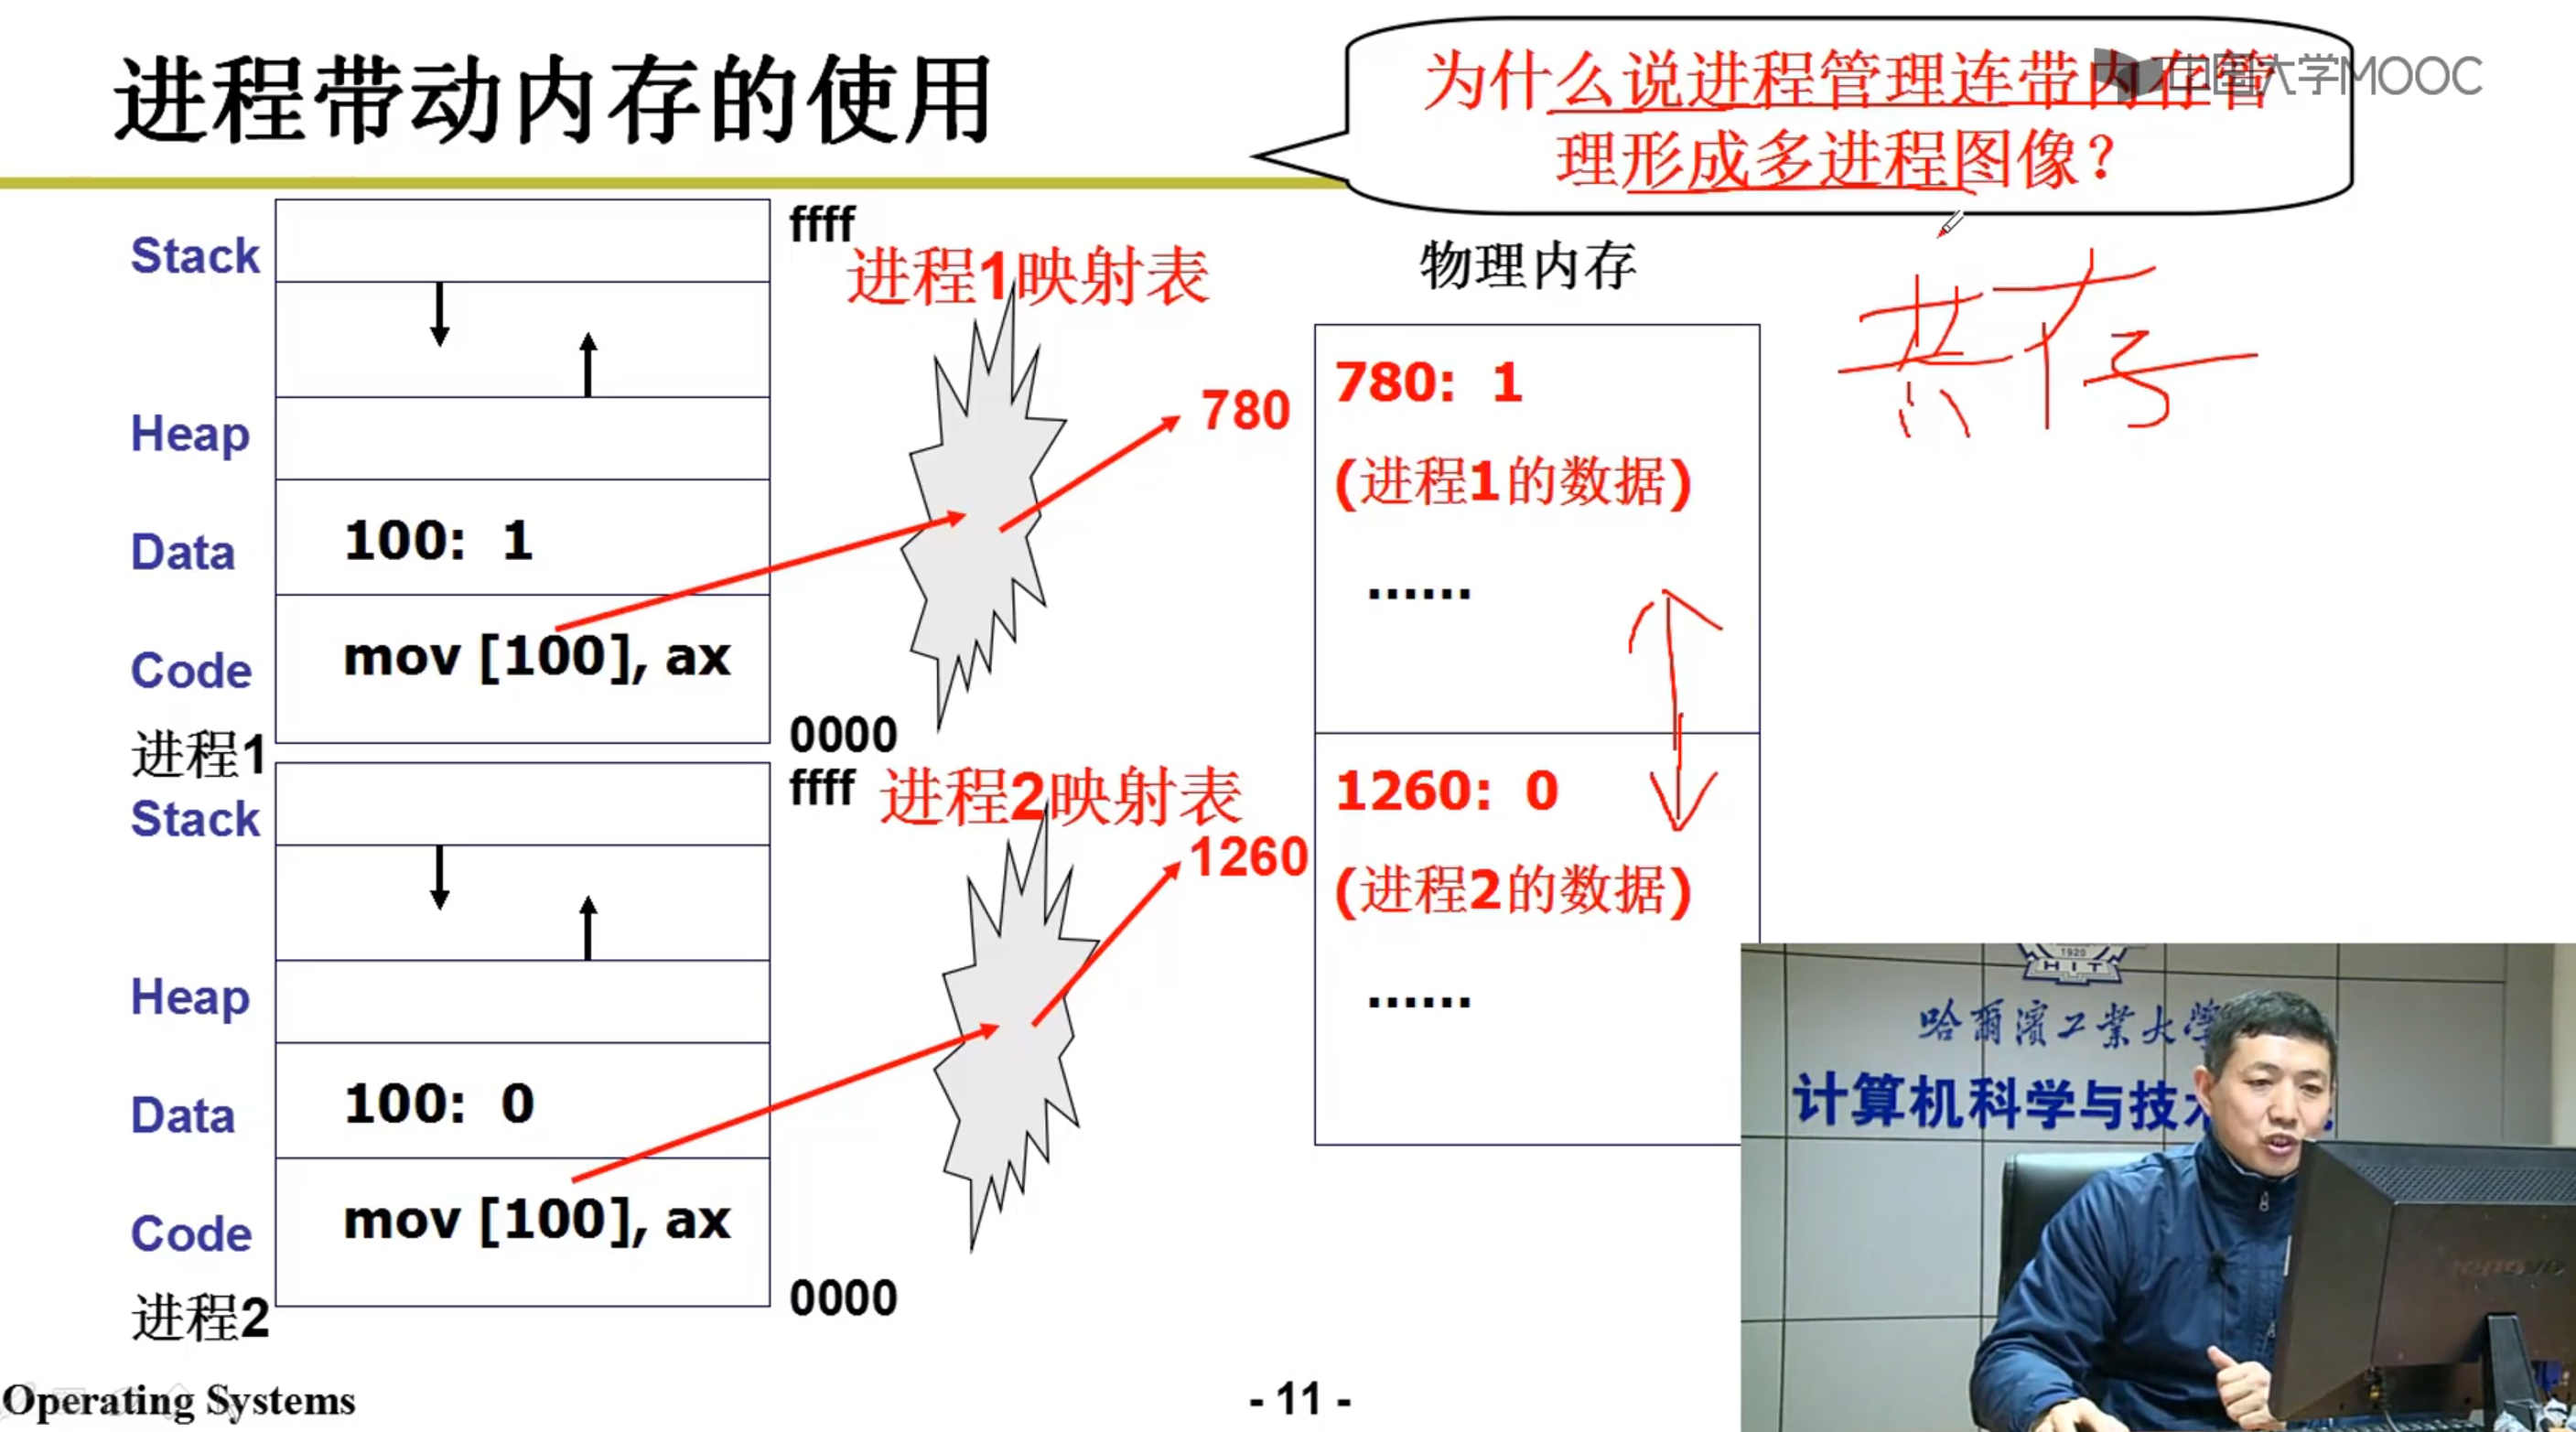 进程带动内存的使用
为什么说进程管理连带内存管
理形成多进程图像?
中国大学MOOC
Stack
ffff
进程1映射表
物理内存
共存
780
780: 1
Heap
(进程1的数据)
Data
100: 1
......
Code
mov [100], ax
进程1
0000
ffff
进程2映射表
1260: 0
Stack
1260
(进程2的数据)
Heap
......
Data
100: 0
Code
mov [100], ax
进程2
0000
1920
HIT
哈爾濱工業大學
计算机科学与技
Operating Systems
- 11 -